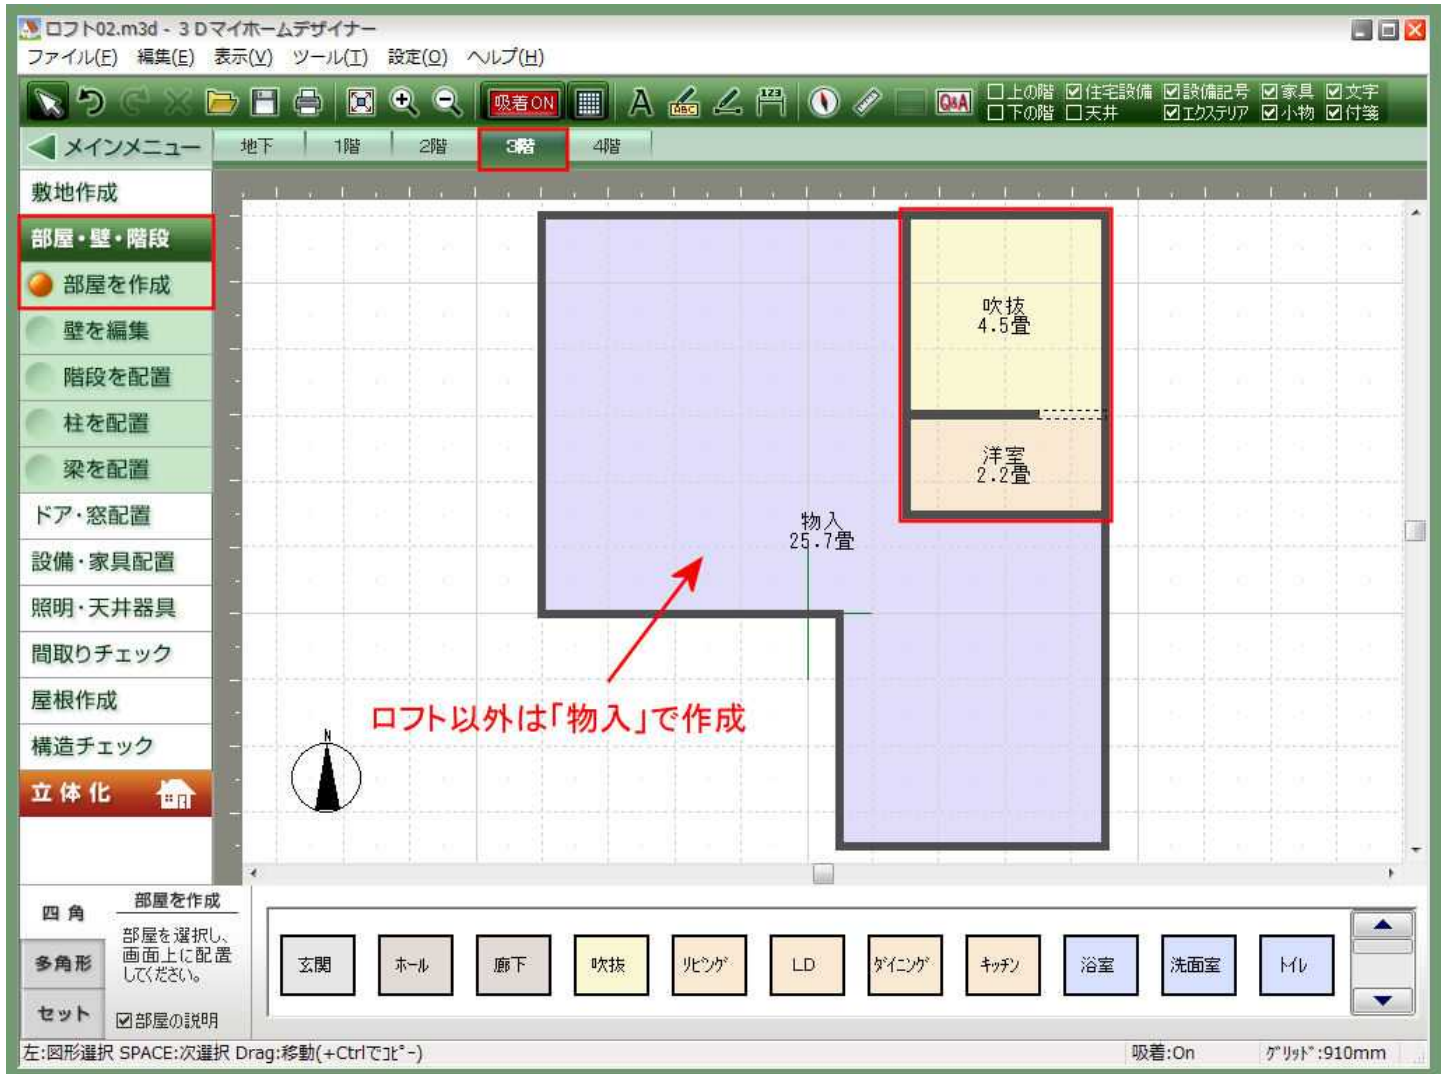 ロフト02.m3d - 3Dマイホームデザイナー
ファイル(F) 編集(E) 表示(V) ツール(T) 設定(O) ヘルプ(H)
吸着ON A ABC 123 Q&A
上の階 住宅設備 設備記号 家具 文字
下の階 天井 エクステリア 小物 付箋
メインメニュー 地下 1階 2階 3階 4階
敷地作成
部屋・壁・階段
部屋を作成
壁を編集
階段を配置
柱を配置
梁を配置
ドア・窓配置
設備・家具配置
照明・天井器具
間取りチェック
屋根作成
構造チェック
立体化
吹抜
4.5畳
洋室
2.2畳
物入
25.7畳
ロフト以外は「物入」で作成
N
四角
多角形
セット
部屋を作成
部屋を選択し、
画面上に配置
してください。
部屋の説明
玄関 ホール 廊下 吹抜 リビング LD ダイニング キッチン 浴室 洗面室 トイレ
左:図形選択 SPACE:次選択 Drag:移動(+Ctrlでコピー)
吸着:On グリッド:910mm